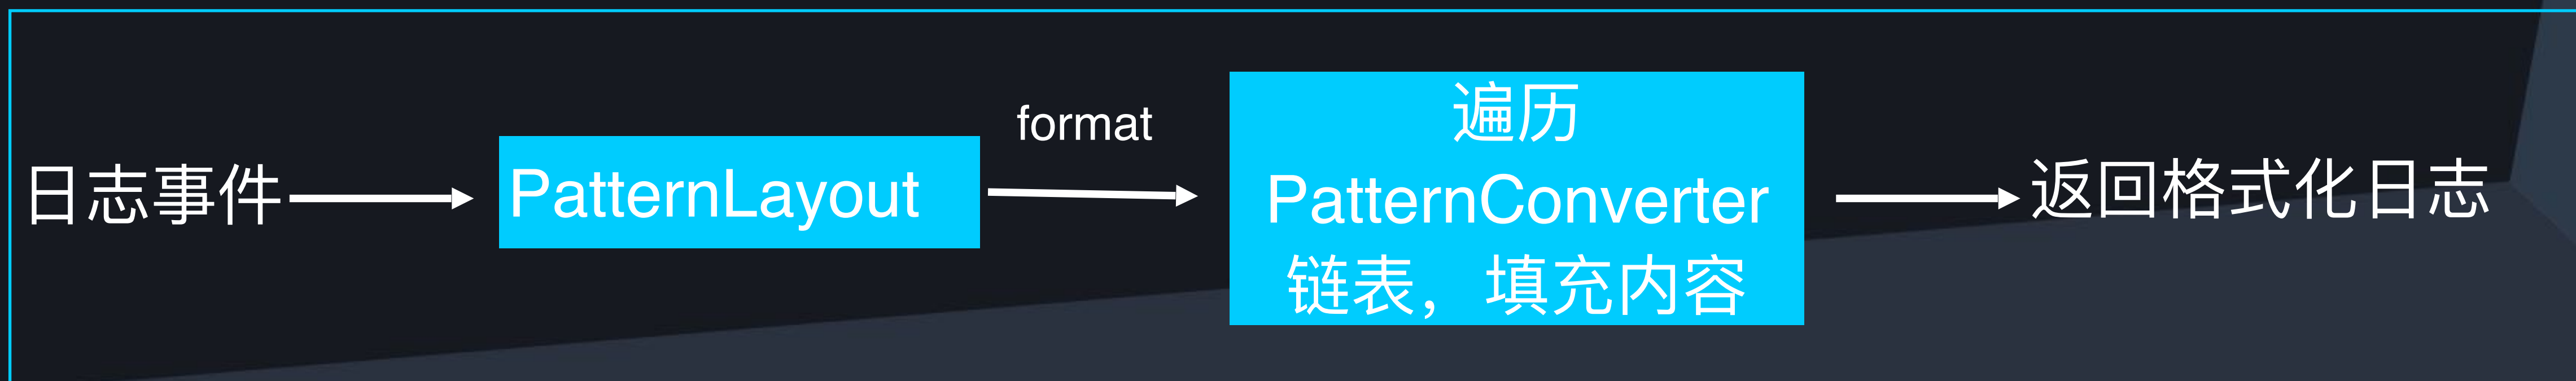 日志事件
PatternLayout
format
遍历
PatternConverter
链表，填充内容
返回格式化日志